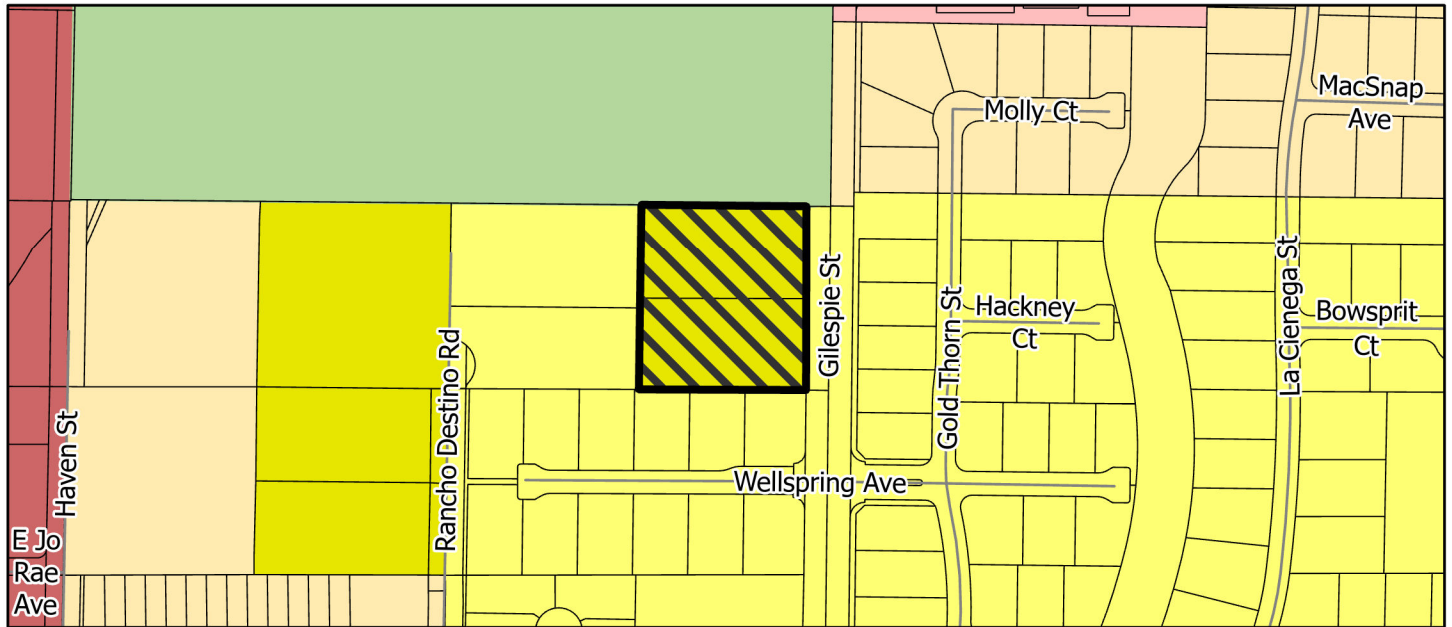 MacSnap
Ave
Molly Ct
Gilespie St
La Cienega St
Hackney
Ct
Bowsprit
Ct
Gold Thorn St
Rancho Destino Rd
Haven St
Wellspring Ave
E Jo
Rae
Ave